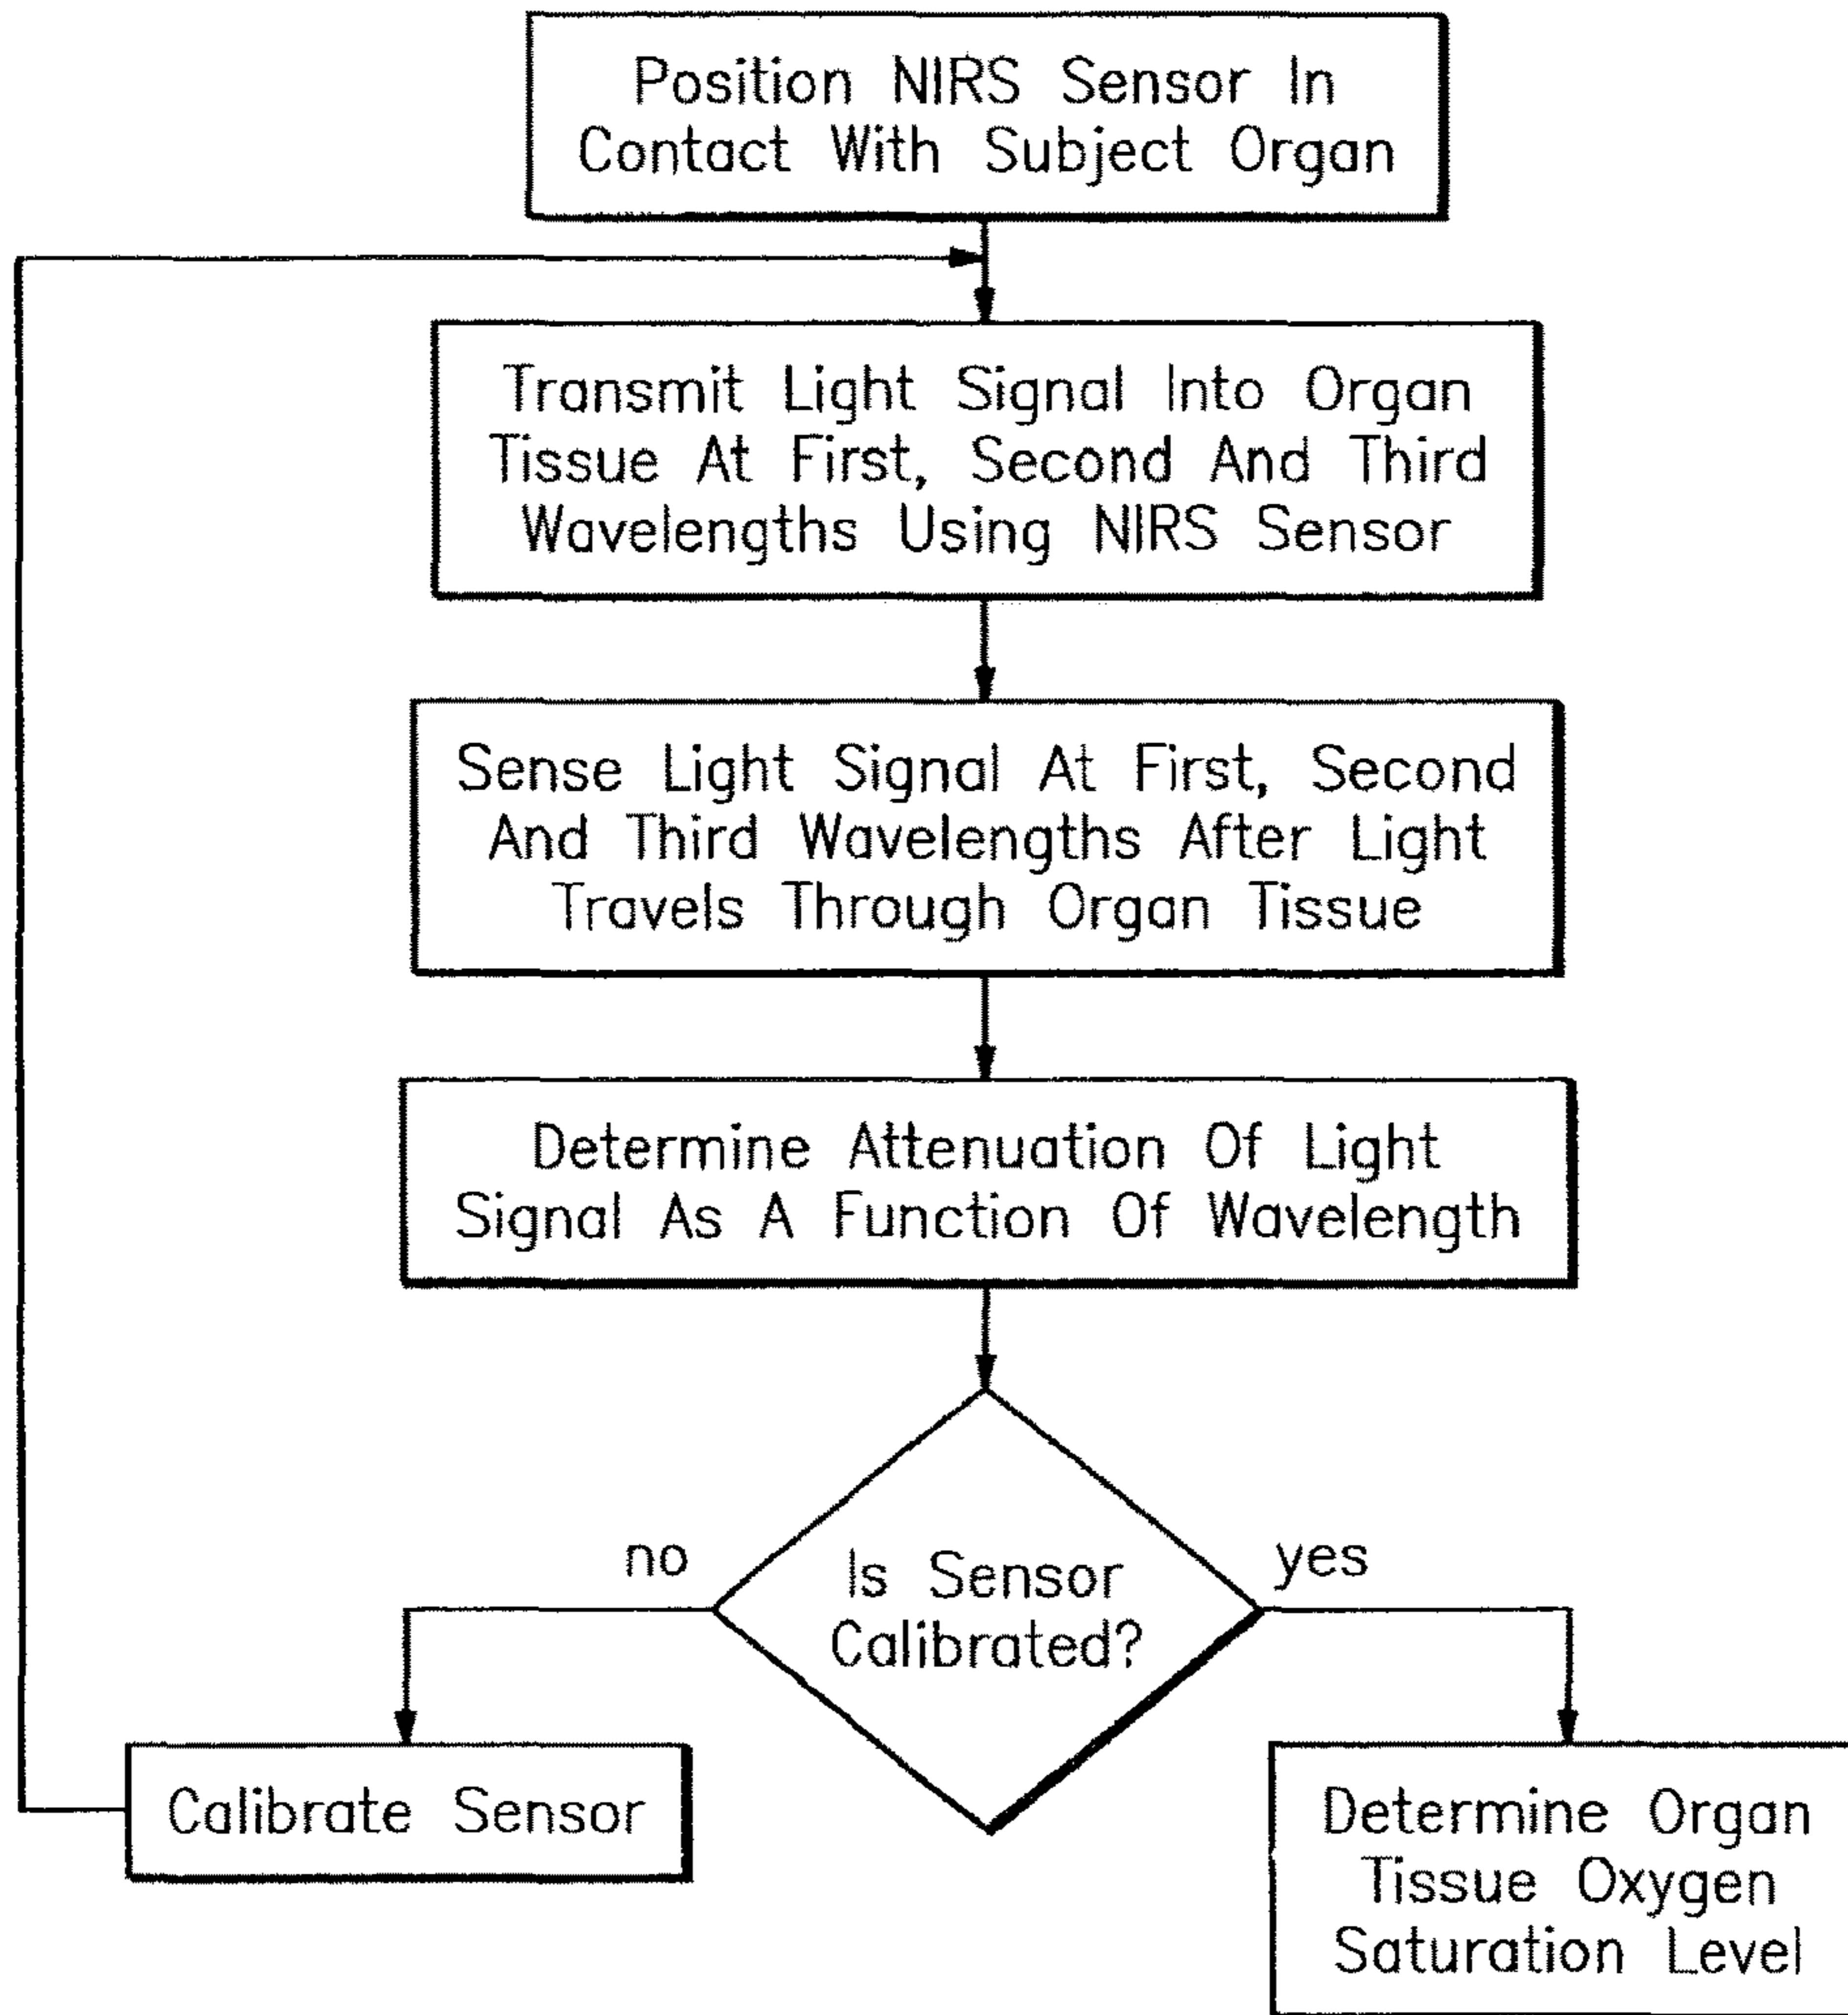 Position NIRS Sensor In
Contact With Subject Organ
Transmit Light Signal Into Organ
Tissue At First, Second And Third
Wavelengths Using NIRS Sensor
Sense Light Signal At First, Second
And Third Wavelengths After Light
Travels Through Organ Tissue
Determine Attenuation Of Light
Signal As A Function Of Wavelength
no
Is Sensor
Calibrated?
yes
Calibrate Sensor
Determine Organ
Tissue Oxygen
Saturation Level